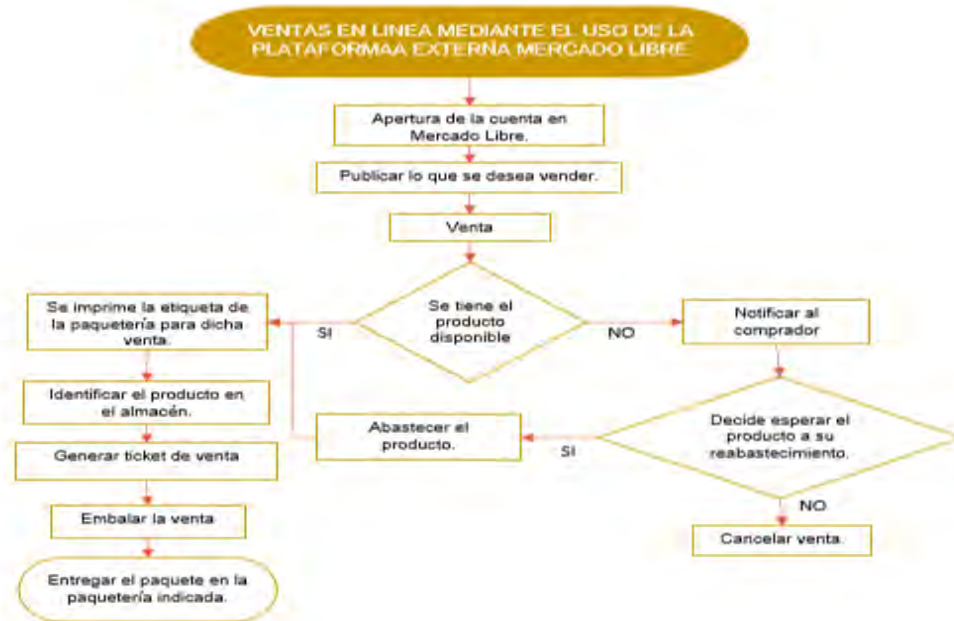 VENTAS EN LINEA MEDIANTE EL USO DE LA
PLATAFORMAA EXTERNA MERCADO LIBRE
Apertura de la cuenta en
Mercado Libre.
Publicar lo que se desea vender.
Venta
Se tiene el
producto
disponible
SI
NO
Se imprime la etiqueta de
la paquetería para dicha
venta.
Notificar al
comprador
Identificar el producto en
el almacén.
Abastecer el
producto.
SI
Decide esperar el
producto a su
reabastecimiento.
Generar ticket de venta
NO
Embalar la venta
Cancelar venta.
Entregar el paquete en la
paquetería indicada.